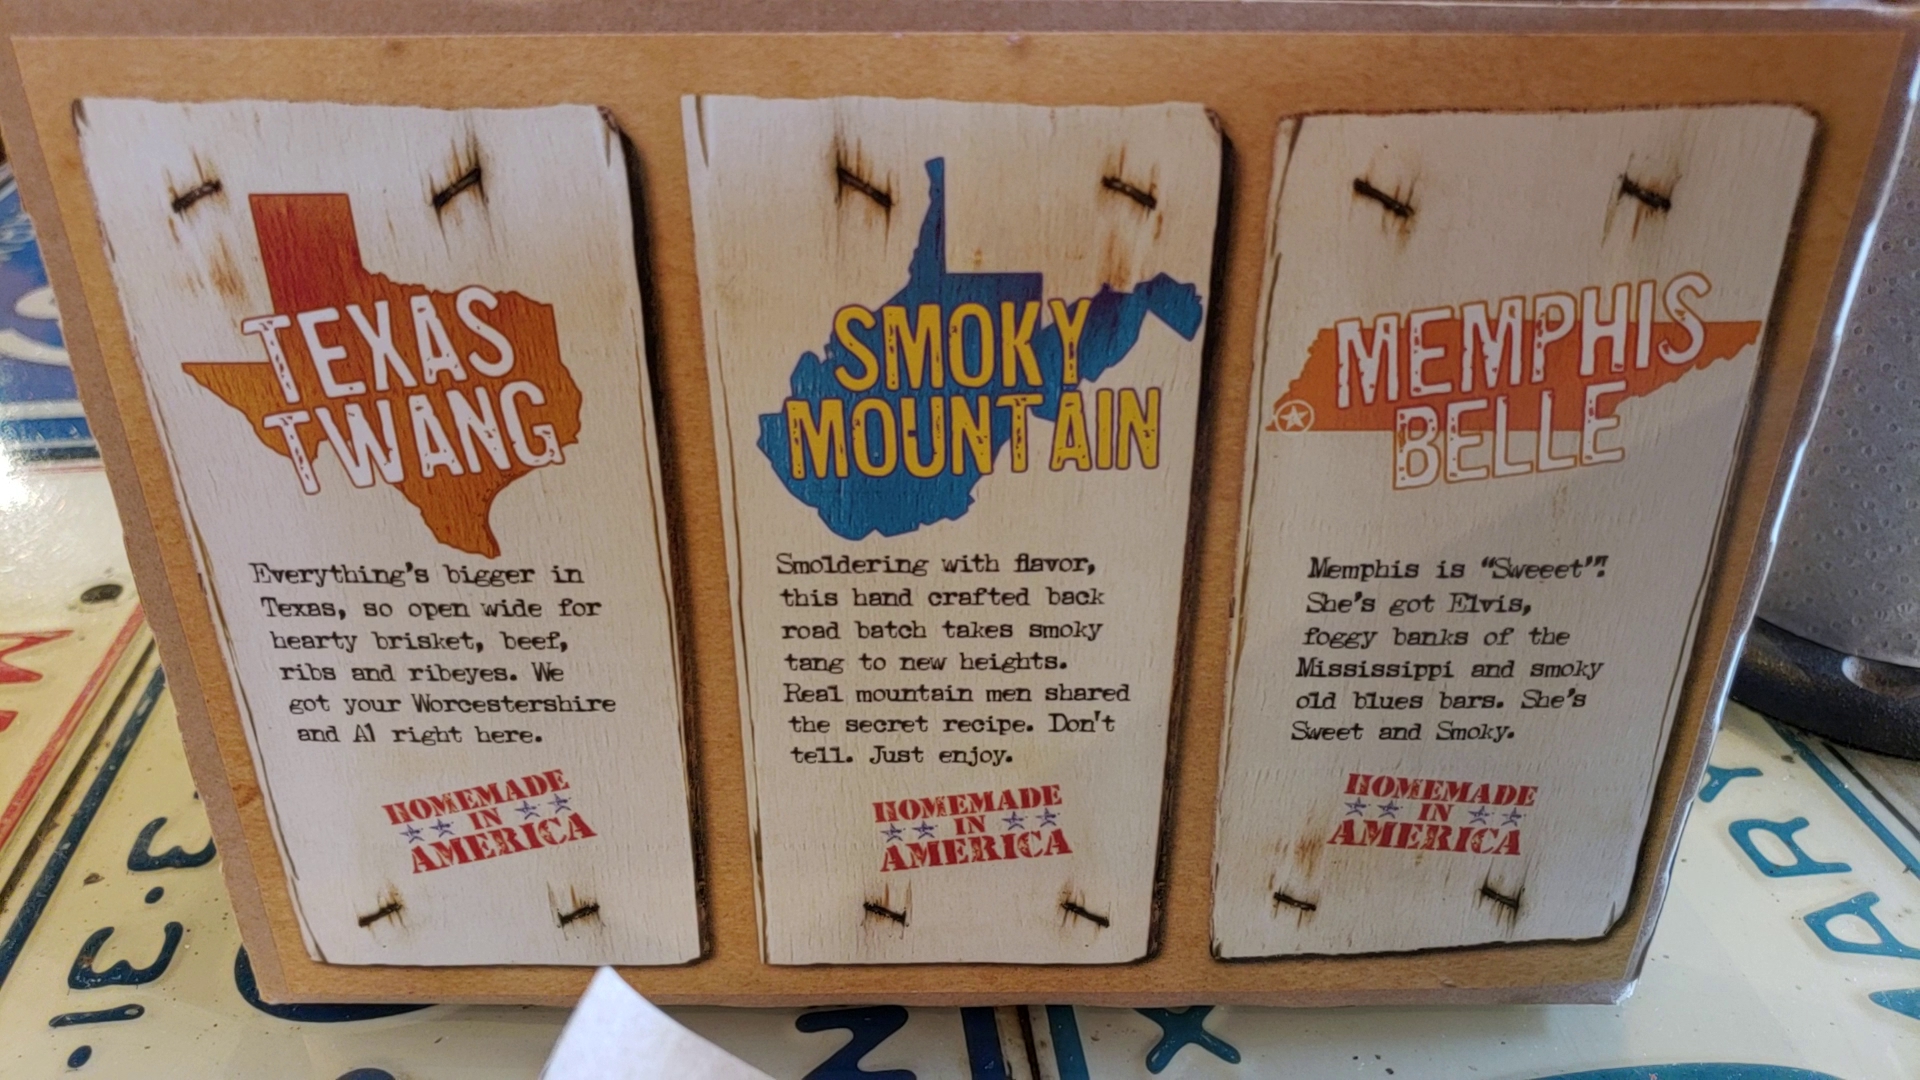 TEXAS
TWANG
Everything's bigger in
Texas, so open wide for
hearty brisket, beef,
ribs and ribeyes. We
got your Worcestershire
and A1 right here.
HOMEMADE
IN
AMERICA
SMOKY
MOUNTAIN
Smoldering with flavor,
this hand crafted back
road batch takes smoky
tang to new heights.
Real mountain men shared
the secret recipe. Don't
tell. Just enjoy.
HOMEMADE
IN
AMERICA
MEMPHIS
BELLE
Memphis is "Sweeet"!
She's got Elvis,
foggy banks of the
Mississippi and smoky
old blues bars. She's
Sweet and Smoky.
HOMEMADE
IN
AMERICA